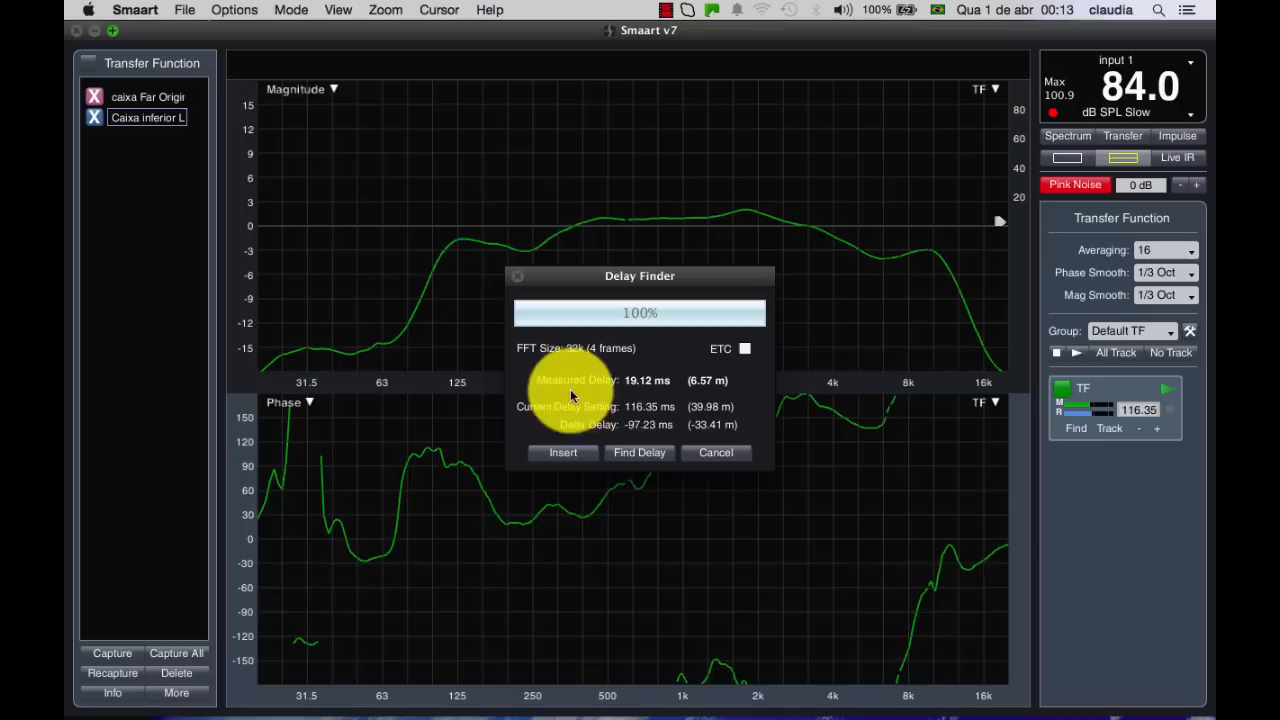 Smaart File Options Mode View Zoom Cursor Help 100% Qua 1 de abr 00:13 claudia
Smaart v7
Transfer Function
caixa Far Origir
Caixa inferior L
Capture Capture All
Recapture Delete
Info More
Magnitude TF
15
12
9
6
3
0
-3
-6
-9
-12
-15
80
60
40
20
31.5 63 125 4k 8k 16k
Phase TF
150
90
60
30
0
-30
-60
-90
-120
-150
31.5 63 125 250 500 1k 2k 4k 8k 16k
Delay Finder
100%
FFT Size: 32k (4 frames) ETC
Measured Delay: 19.12 ms (6.57 m)
Current Delay Setting: 116.35 ms (39.98 m)
Delta Delay: -97.23 ms (-33.41 m)
Insert Find Delay Cancel
input 1
Max
100.9
84.0
dB SPL Slow
Spectrum Transfer Impulse
Live IR
Pink Noise 0 dB - +
Transfer Function
Averaging: 16
Phase Smooth: 1/3 Oct
Mag Smooth: 1/3 Oct
Group: Default TF
All Track No Track
TF
M
R
116.35
Find Track - +